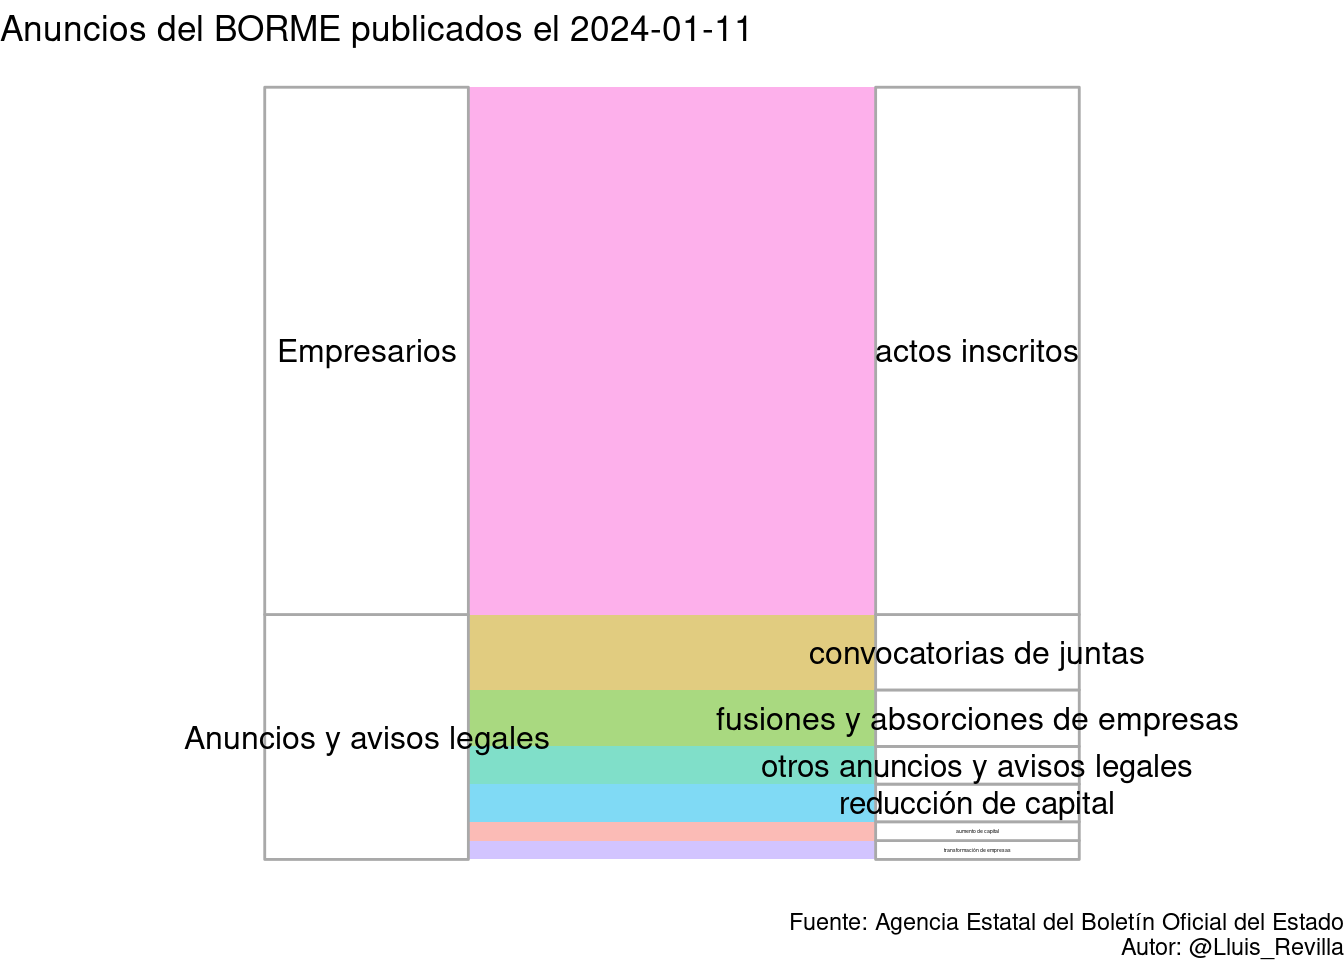 Anuncios del BORME publicados el 2024-01-11
Empresarios
actos inscritos
convocatorias de juntas
fusiones y absorciones de empresas
Anuncios y avisos legales
otros anuncios y avisos legales
reducción de capital
aumento de capital
transformación de empresas
Fuente: Agencia Estatal del Boletín Oficial del Estado
Autor: @Lluis_Revilla